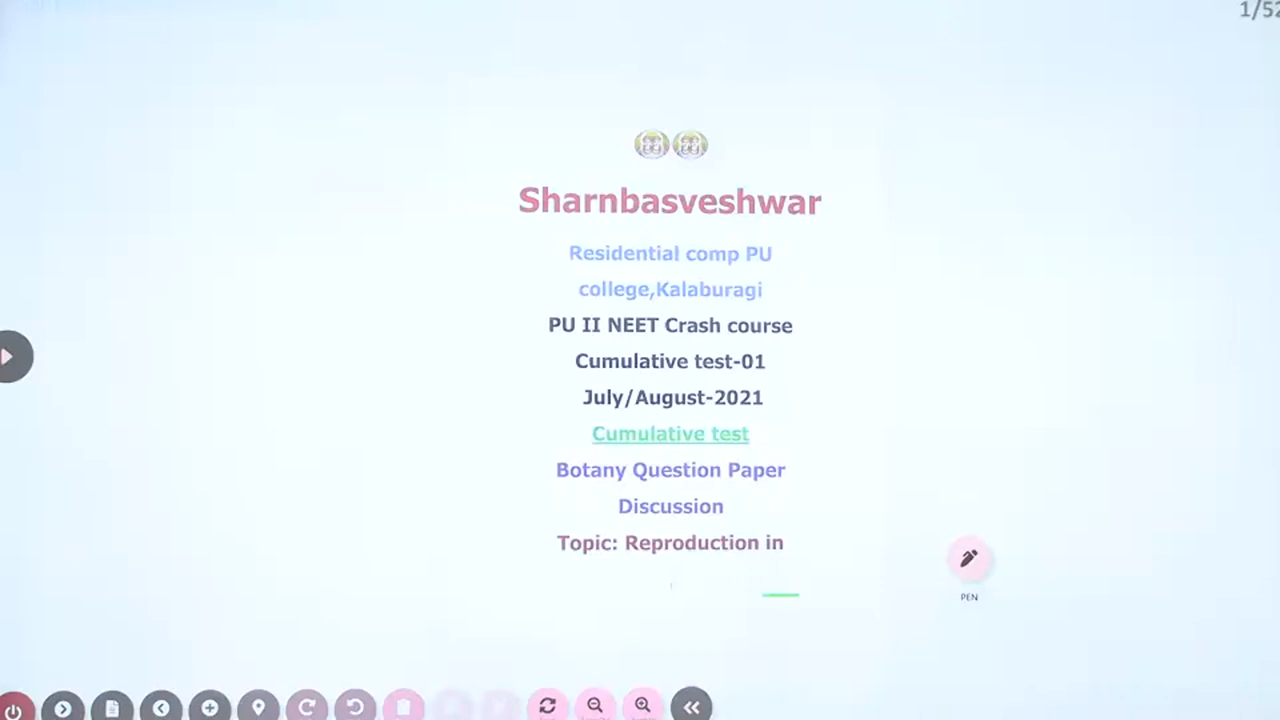 1/52
Sharnbasveshwar
Residential comp PU
college,Kalaburagi
PU II NEET Crash course
Cumulative test-01
July/August-2021
Cumulative test
Botany Question Paper
Discussion
Topic: Reproduction in
PEN